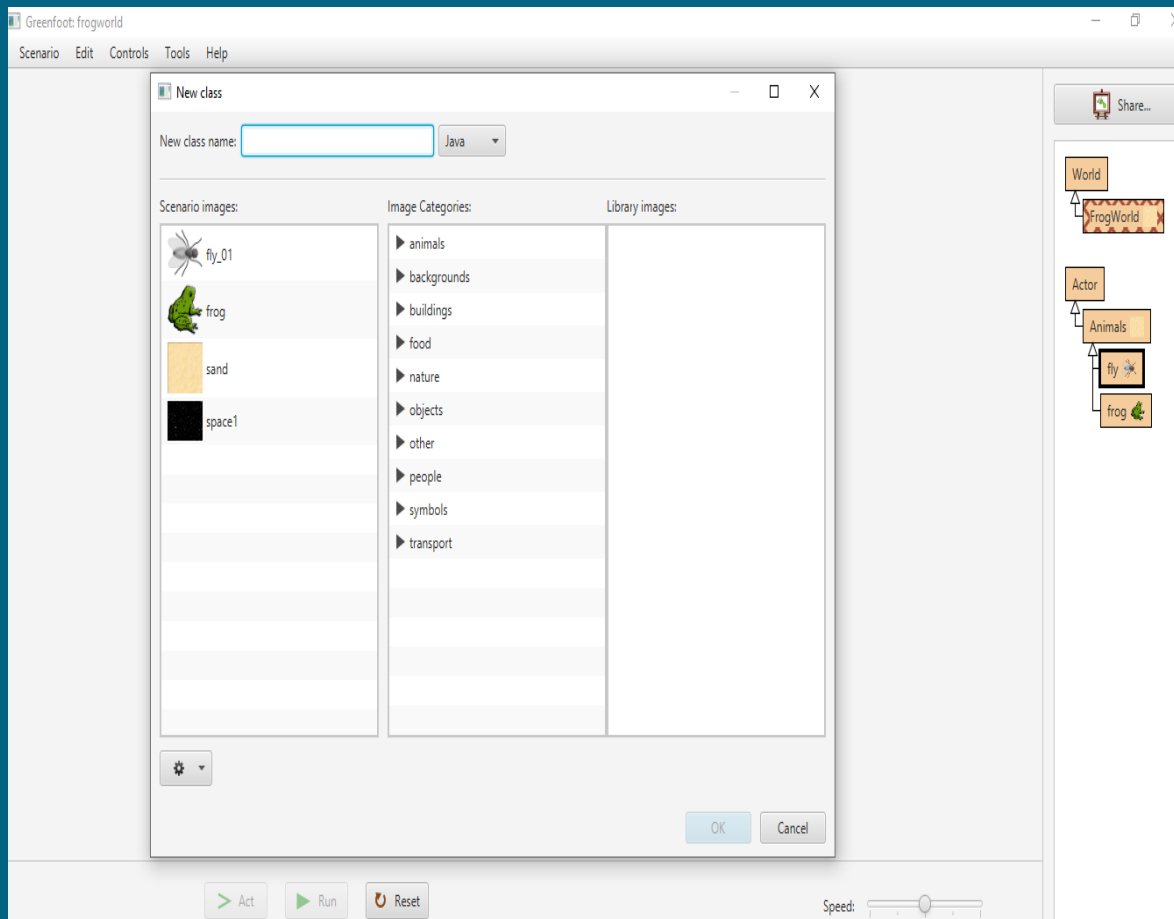 Greenfoot: frogworld
Scenario Edit Controls Tools Help
New class
New class name: Java
Scenario images: Image Categories: Library images:
fly_01
frog
sand
space1
animals
backgrounds
buildings
food
nature
objects
other
people
symbols
transport
OK Cancel
Share...
World
FrogWorld
Actor
Animals
fly
frog
Act Run Reset
Speed: